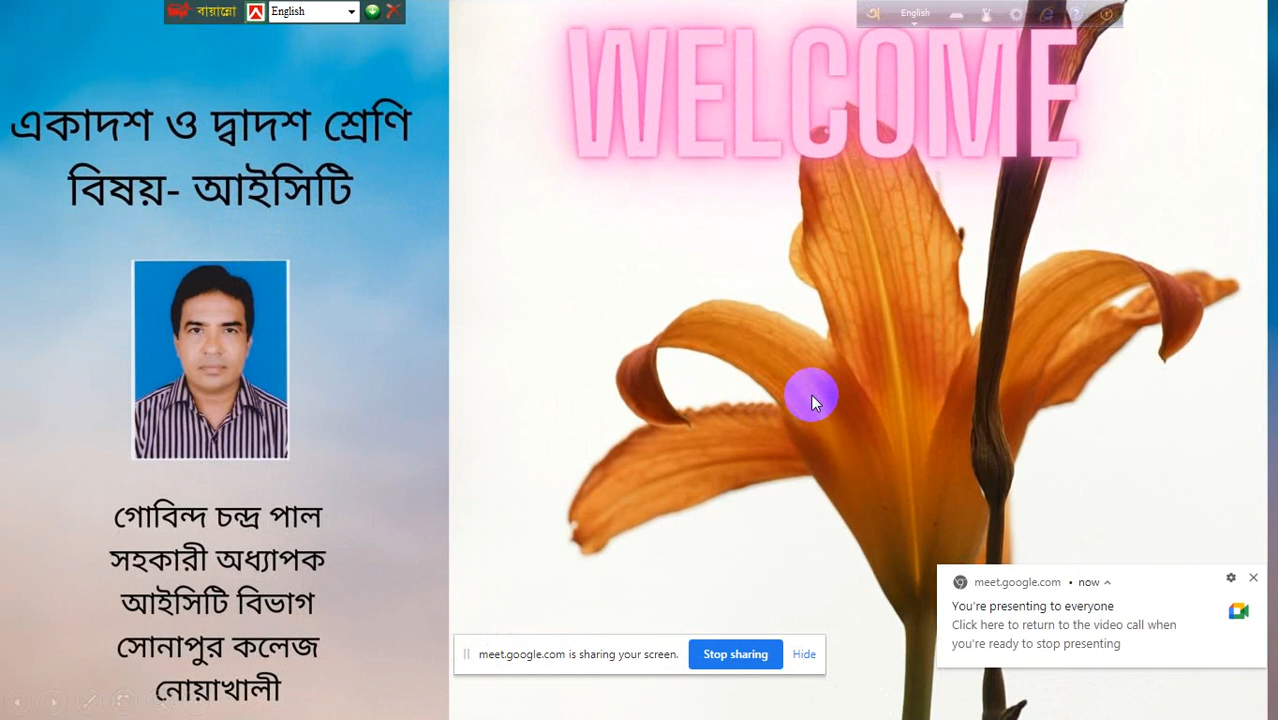 বায়ান্নো
English
English
WELCOME
একাদশ ও দ্বাদশ শ্রেণি
বিষয়- আইসিটি
গোবিন্দ চন্দ্র পাল
সহকারী অধ্যাপক
আইসিটি বিভাগ
সোনাপুর কলেজ
নোয়াখালী
meet.google.com • now
You're presenting to everyone
Click here to return to the video call when
you're ready to stop presenting
meet.google.com is sharing your screen. Stop sharing Hide